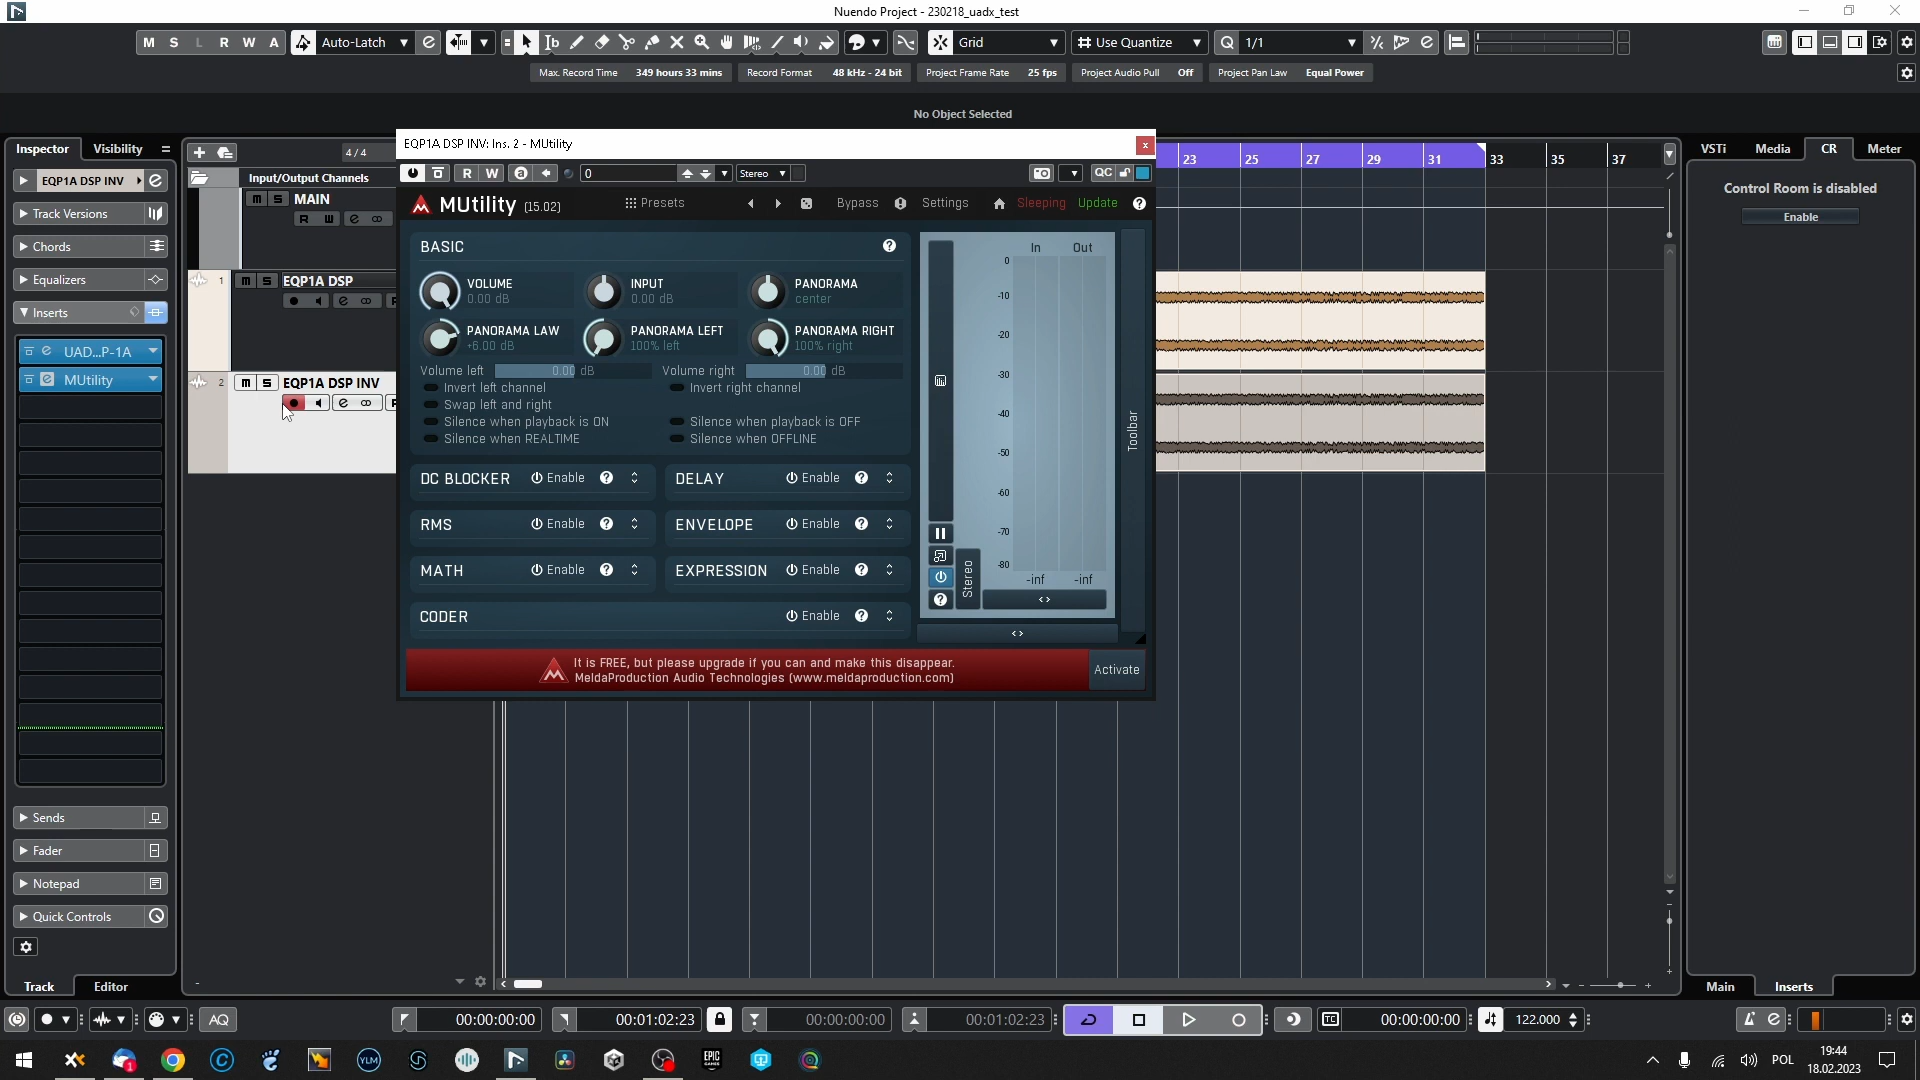 Nuendo Project - 230218_uadx_test
M S L R W A Auto-Latch Grid Use Quantize Q 1/1
Max. Record Time 349 hours 33 mins Record Format 48 kHz - 24 bit Project Frame Rate 25 fps Project Audio Pull Off Project Pan Law Equal Power
No Object Selected
Inspector Visibility
EQP1A DSP INV
Track Versions
Chords
Equalizers
Inserts
UAD...P-1A
MUtility
Sends
Fader
Notepad
Quick Controls
Track Editor
4/4
Input/Output Channels
m S MAIN
R W e
1 m S EQP1A DSP
2 m S EQP1A DSP INV
EQP1A DSP INV: Ins. 2 - MUtility
R W a 0 Stereo QC
MUtility (15.02) Presets Bypass Settings Sleeping Update ?
BASIC ?
VOLUME 0.00 dB INPUT 0.00 dB PANORAMA center
PANORAMA LAW +6.00 dB PANORAMA LEFT 100% left PANORAMA RIGHT 100% right
Volume left 0.00 dB Volume right 0.00 dB
Invert left channel Invert right channel
Swap left and right
Silence when playback is ON Silence when playback is OFF
Silence when REALTIME Silence when OFFLINE
DC BLOCKER Enable ? DELAY Enable ?
RMS Enable ? ENVELOPE Enable ?
MATH Enable ? EXPRESSION Enable ?
CODER Enable ?
In Out
0
-10
-20
-30
-40
-50
-60
-70
-80
-inf -inf
Stereo
Toolbar
It is FREE, but please upgrade if you can and make this disappear.
MeldaProduction Audio Technologies (www.meldaproduction.com)
Activate
23 25 27 29 31 33 35 37
VSTi Media CR Meter
Control Room is disabled
Enable
Main Inserts
AQ 00:00:00:00 00:01:02:23 00:00:00:00 00:01:02:23 TC 00:00:00:00 122.000
YLM EPIC GAMES POL 19:44
18.02.2023